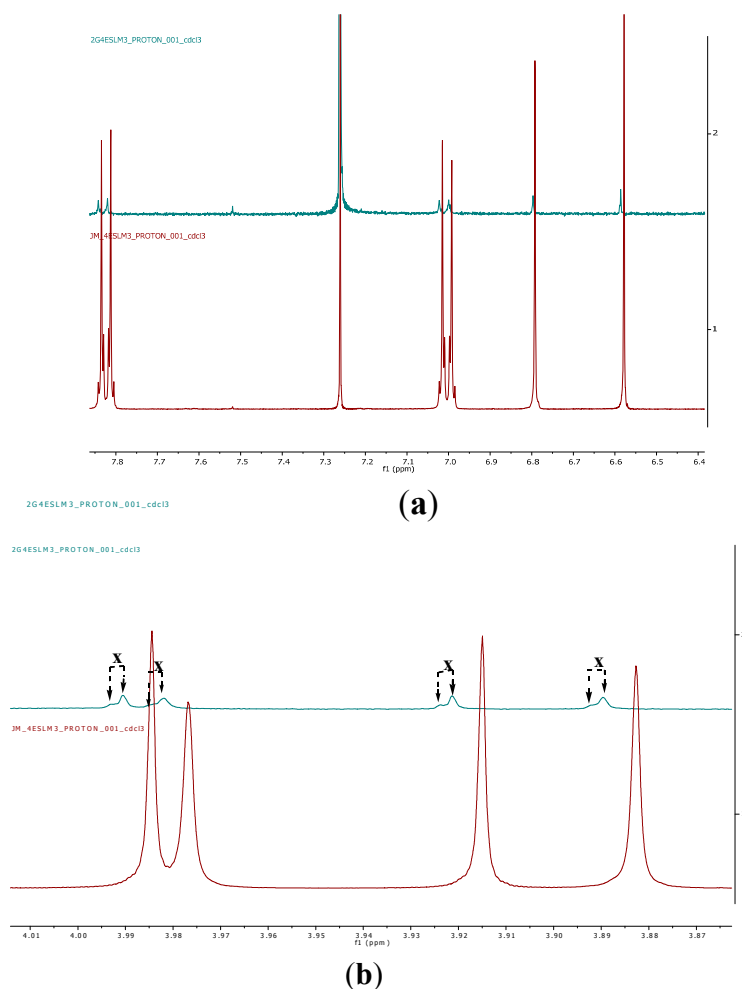 2G4ESLM3_PROTON_001_cdcl3
2
JM_4ESLM3_PROTON_001_cdcl3
1
7.8 7.7 7.6 7.5 7.4 7.3 7.2 7.1 7.0 6.9 6.8 6.7 6.6 6.5 6.4
f1 (ppm)
(a)
2G4ESLM3_PROTON_001_cdcl3
2G4ESLM3_PROTON_001_cdcl3
x x x x
JM_4ESLM3_PROTON_001_cdcl3
4.01 4.00 3.99 3.98 3.97 3.96 3.95 3.94 3.93 3.92 3.91 3.90 3.89 3.88 3.87
f1 (ppm)
(b)